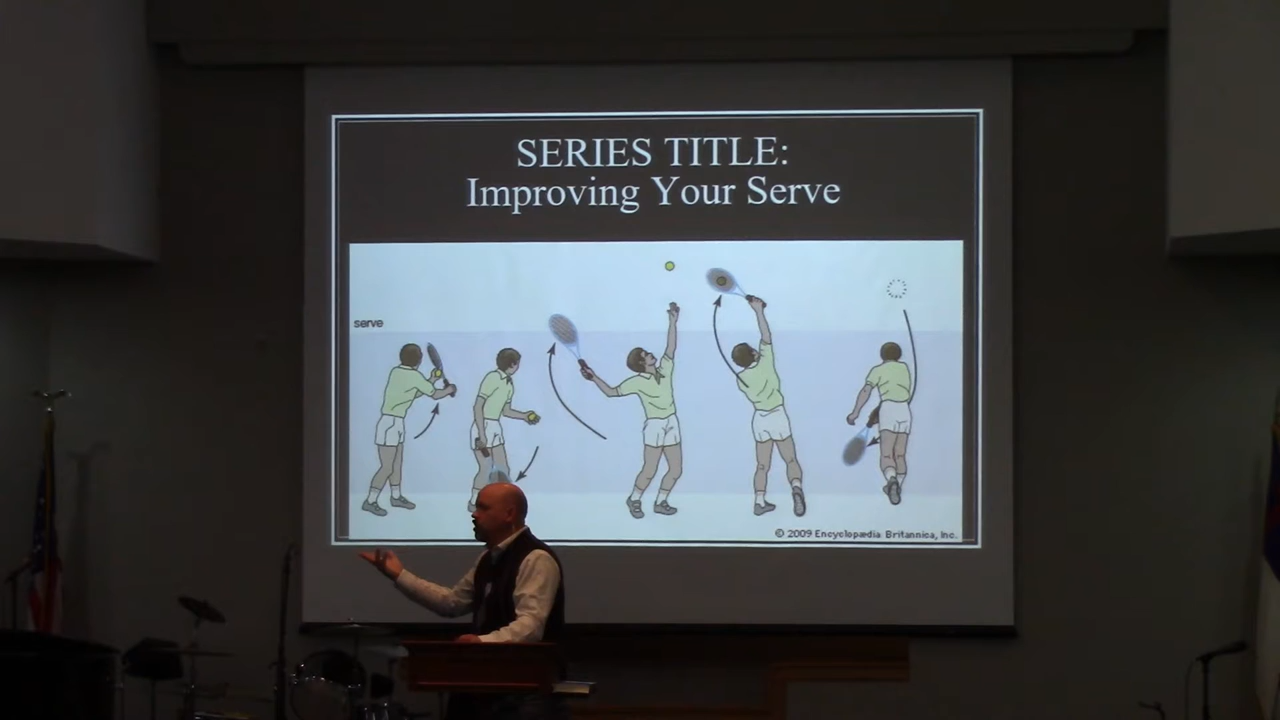 SERIES TITLE:
Improving Your Serve
serve
© 2009 Encyclopædia Britannica, Inc.